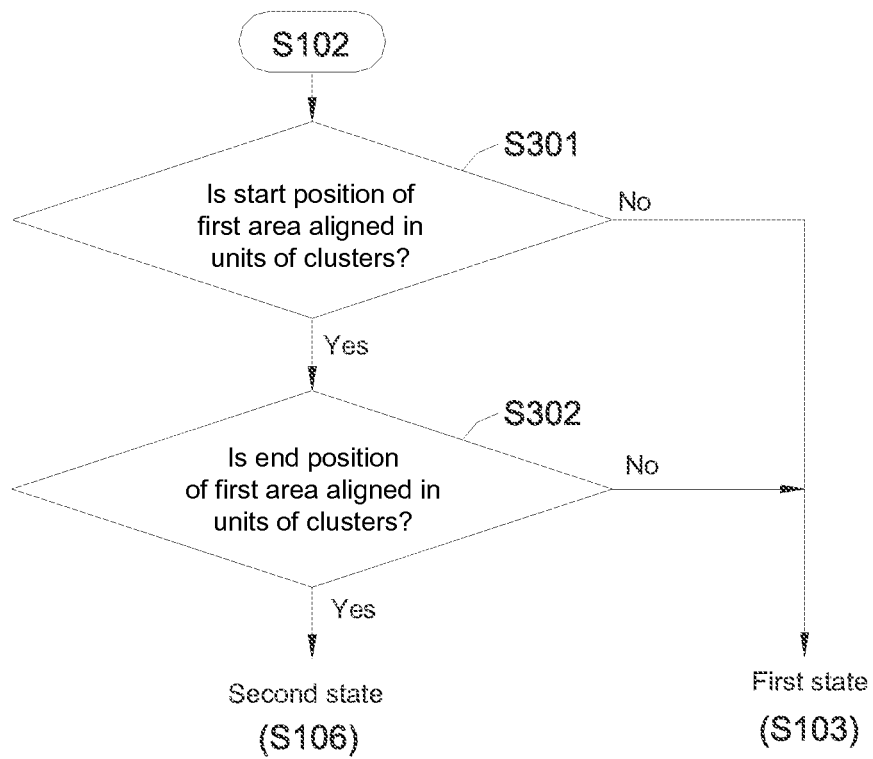 S102
S301
Is start position of
first area aligned in
units of clusters?
No
Yes
S302
Is end position
of first area aligned in
units of clusters?
No
Yes
Second state
(S106)
First state
(S103)